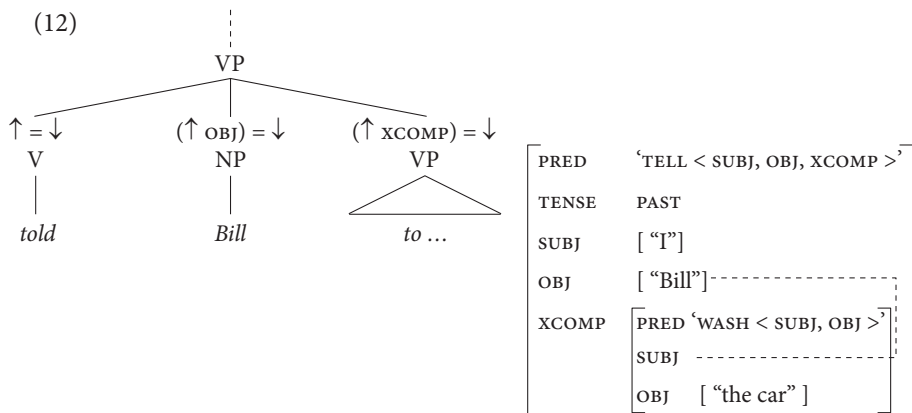 (12)
VP
↑ = ↓ (↑ OBJ) = ↓ (↑ XCOMP) = ↓
V NP VP
told Bill to …
PRED ‘TELL < SUBJ, OBJ, XCOMP >’
TENSE PAST
SUBJ [ “I”]
OBJ [ “Bill”]
XCOMP PRED ‘WASH < SUBJ, OBJ >’
SUBJ
OBJ [ “the car” ]